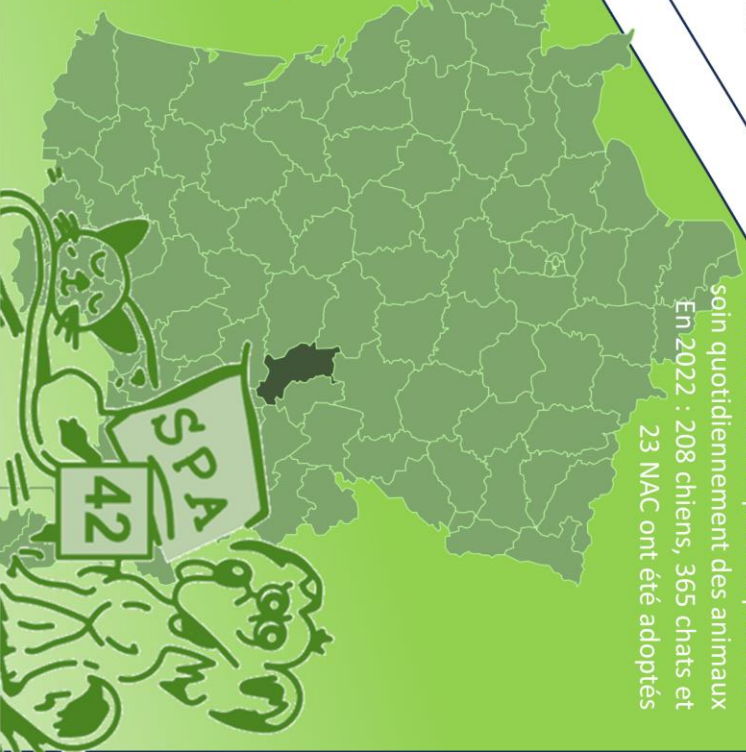 soin quotidiennement des animaux
En 2022 : 208 chiens, 365 chats et
23 NAC ont été adoptés
SPA
42